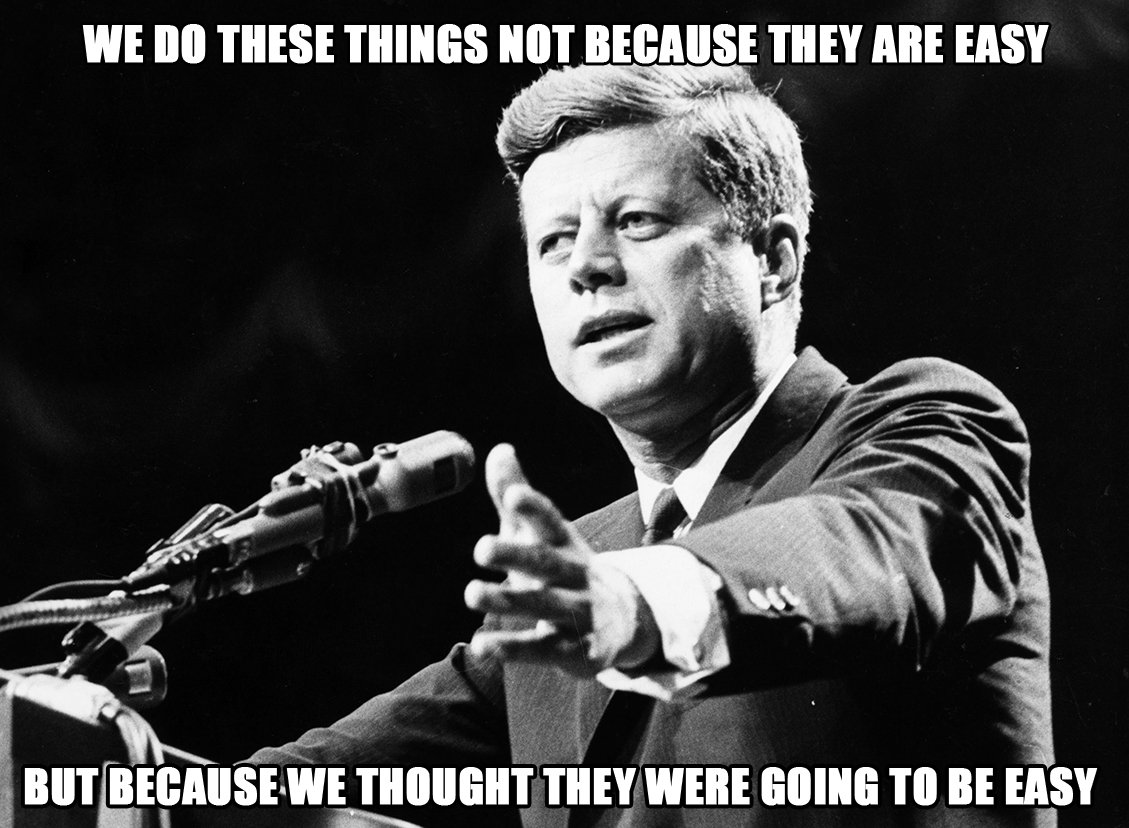 WE DO THESE THINGS NOT BECAUSE THEY ARE EASY
BUT BECAUSE WE THOUGHT THEY WERE GOING TO BE EASY